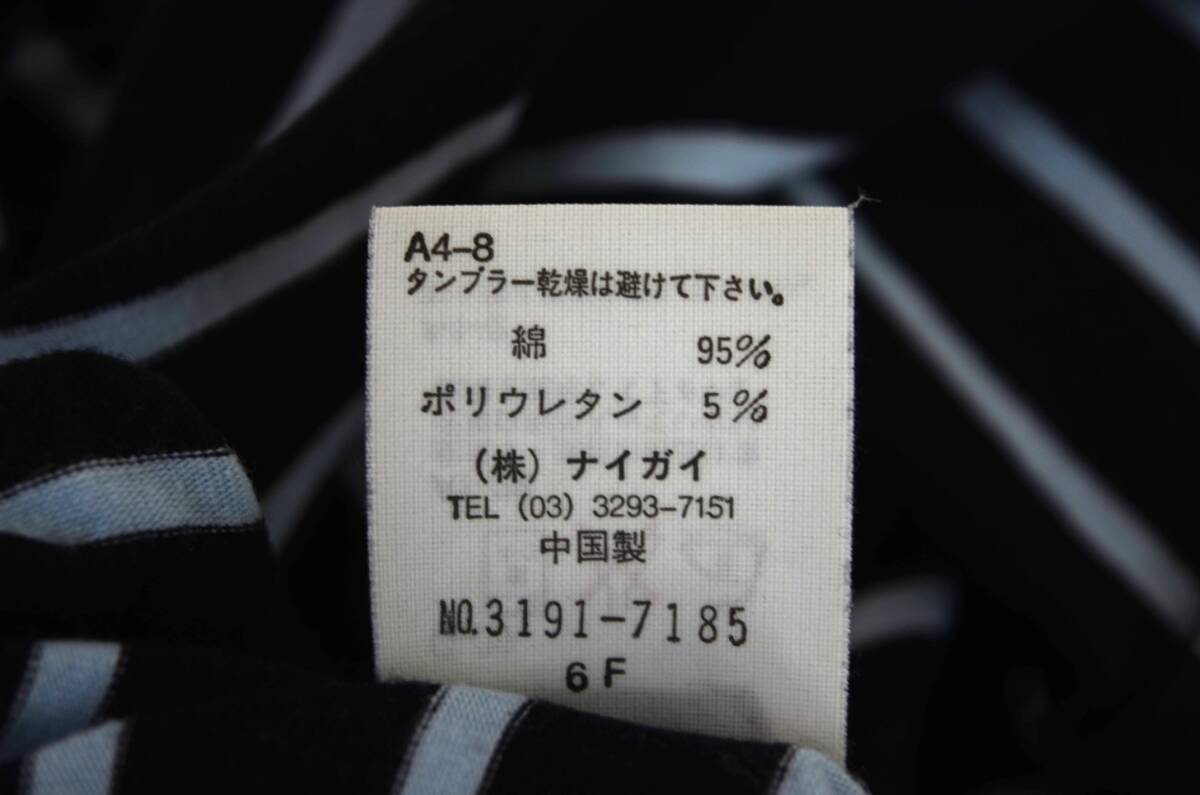 A4-8
タンブラー乾燥は避けて下さい。
綿 95%
ポリウレタン 5%
(株) ナイガイ
TEL (03) 3293-7151
中国製
NO.3191-7185
6 F